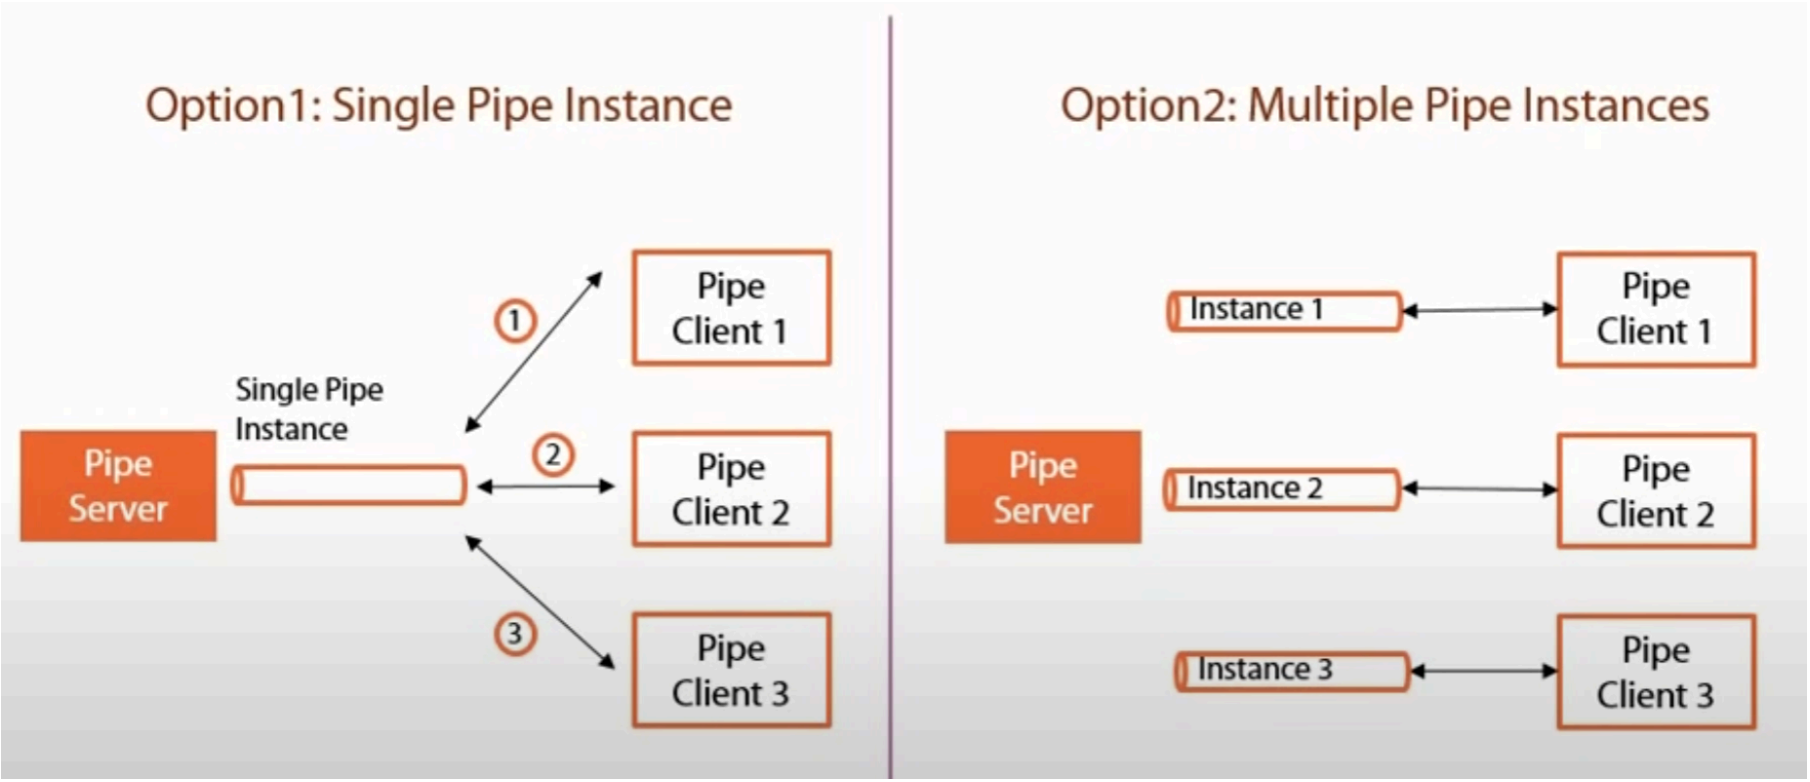 Option1: Single Pipe Instance
Pipe
Client 1
1
Single Pipe
Instance
Pipe
Server
2
Pipe
Client 2
3
Pipe
Client 3
Option2: Multiple Pipe Instances
Instance 1
Pipe
Client 1
Pipe
Server
Instance 2
Pipe
Client 2
Instance 3
Pipe
Client 3